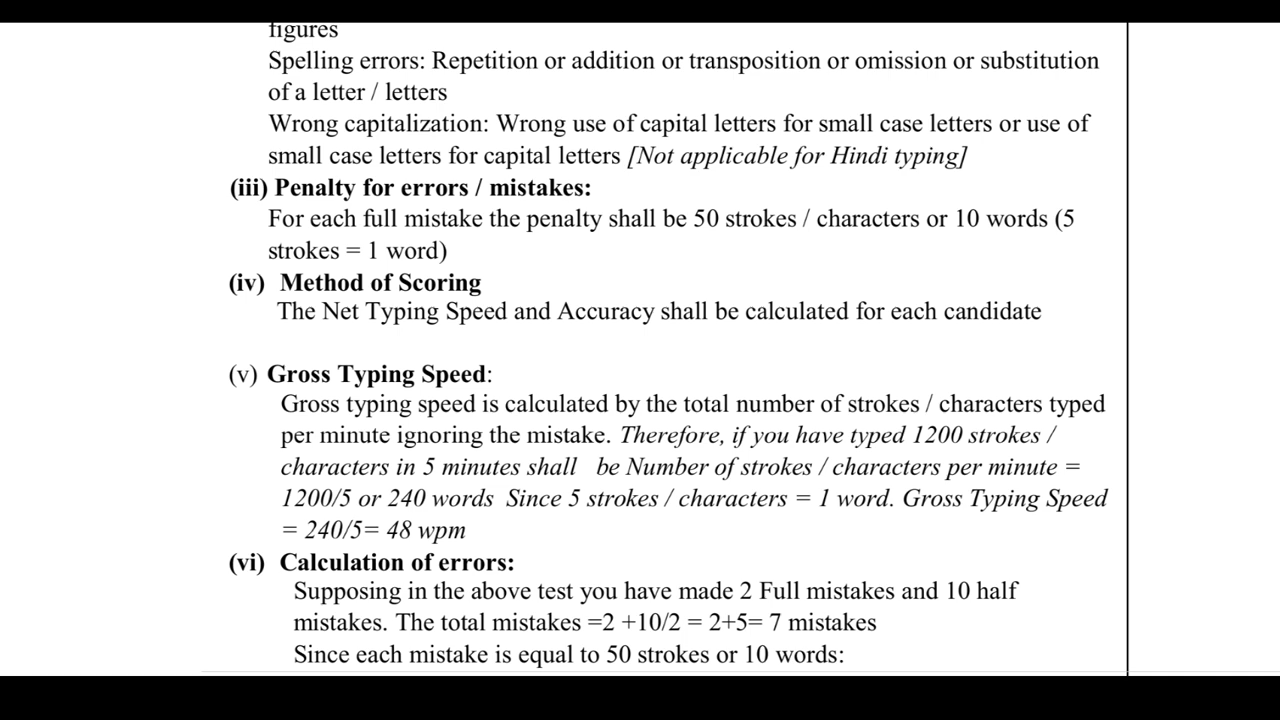 figures
Spelling errors: Repetition or addition or transposition or omission or substitution
of a letter / letters
Wrong capitalization: Wrong use of capital letters for small case letters or use of
small case letters for capital letters [Not applicable for Hindi typing]
(iii) Penalty for errors / mistakes:
For each full mistake the penalty shall be 50 strokes / characters or 10 words (5
strokes = 1 word)
(iv) Method of Scoring
The Net Typing Speed and Accuracy shall be calculated for each candidate
(v) Gross Typing Speed:
Gross typing speed is calculated by the total number of strokes / characters typed
per minute ignoring the mistake. Therefore, if you have typed 1200 strokes /
characters in 5 minutes shall be Number of strokes / characters per minute =
1200/5 or 240 words Since 5 strokes / characters = 1 word. Gross Typing Speed
= 240/5= 48 wpm
(vi) Calculation of errors:
Supposing in the above test you have made 2 Full mistakes and 10 half
mistakes. The total mistakes =2 +10/2 = 2+5= 7 mistakes
Since each mistake is equal to 50 strokes or 10 words: